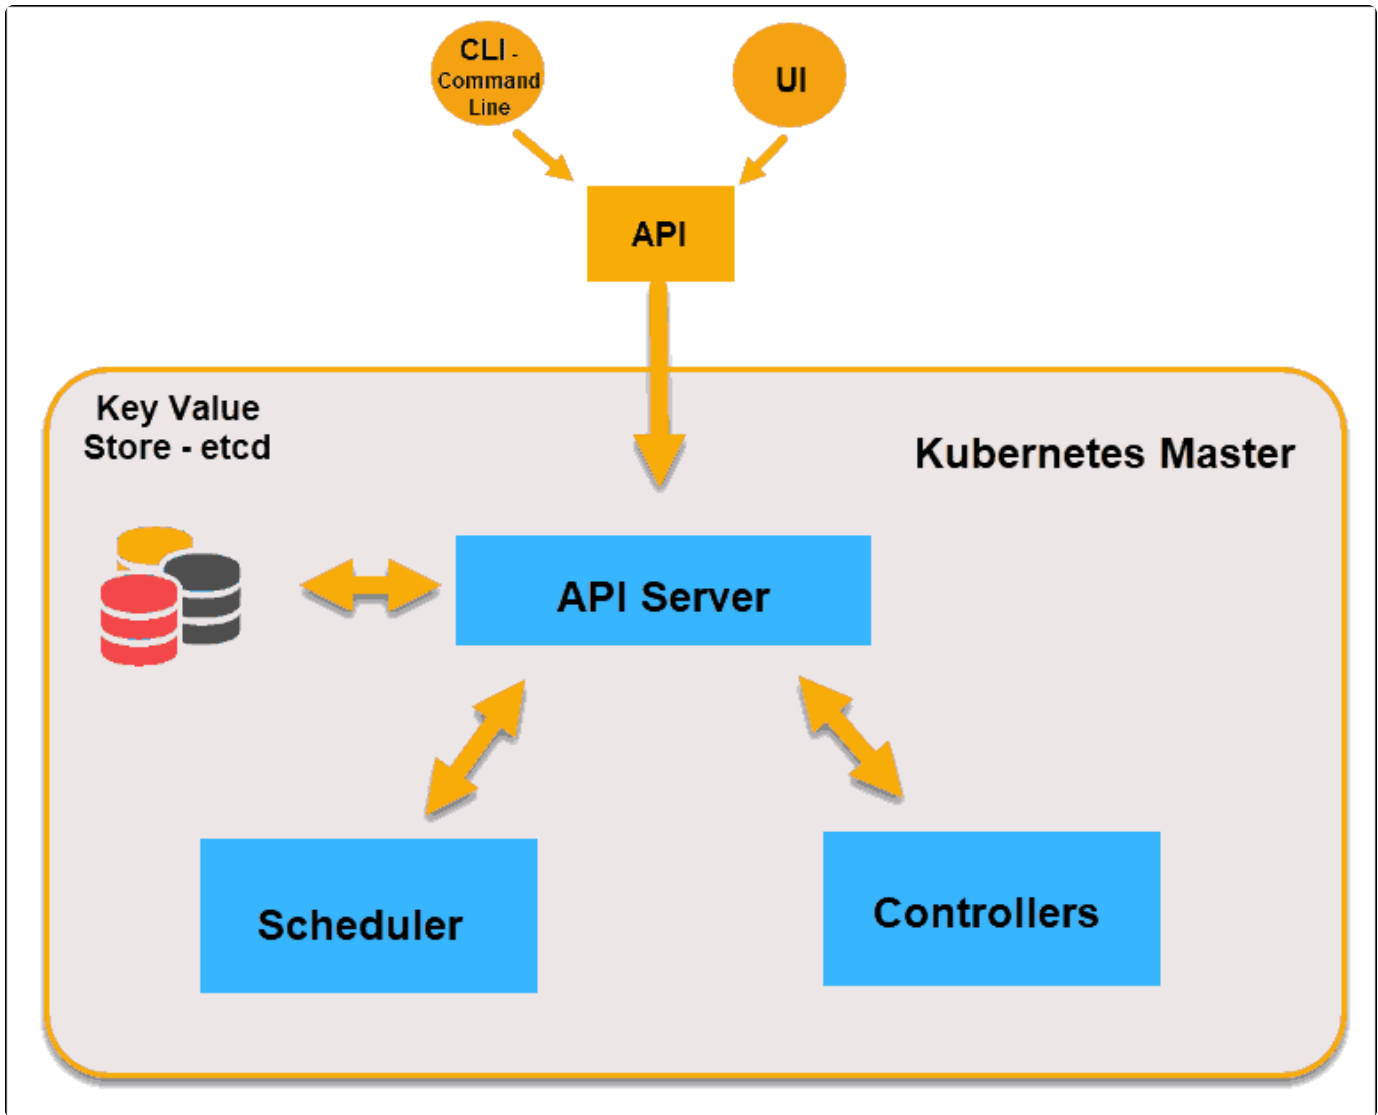 CLI -
Command
Line
UI
API
Key Value
Store - etcd
Kubernetes Master
API Server
Scheduler
Controllers